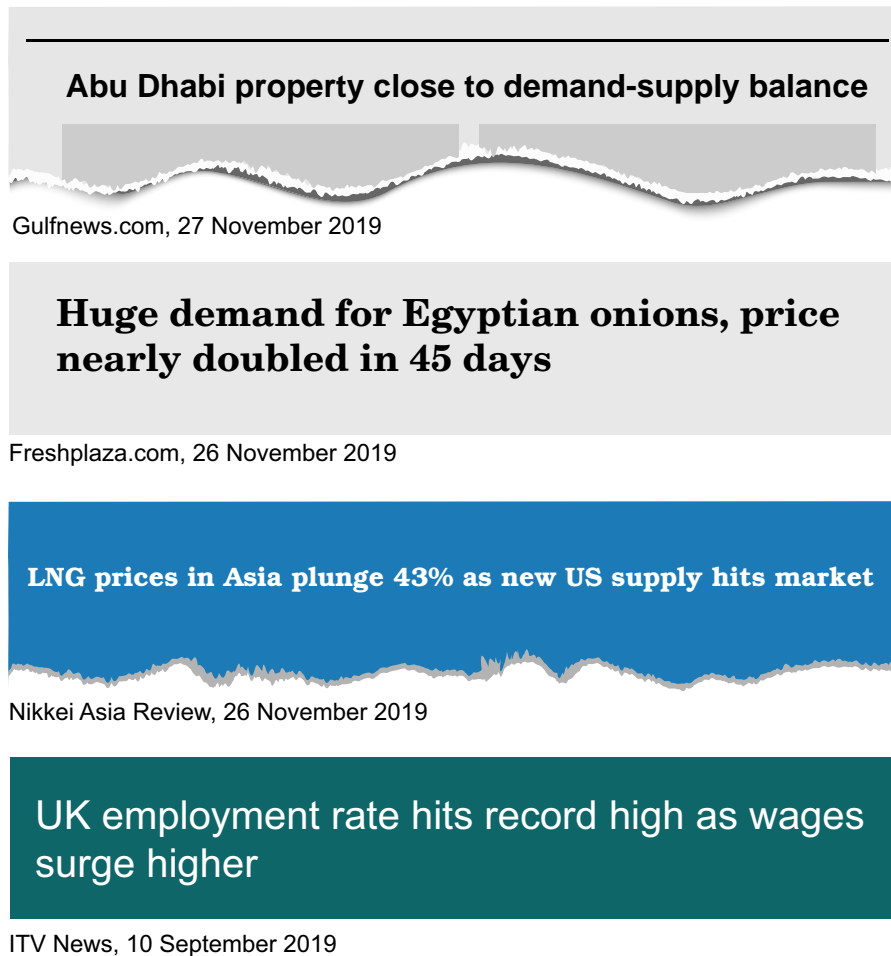 Abu Dhabi property close to demand-supply balance
Gulfnews.com, 27 November 2019
Huge demand for Egyptian onions, price
nearly doubled in 45 days
Freshplaza.com, 26 November 2019
LNG prices in Asia plunge 43% as new US supply hits market
Nikkei Asia Review, 26 November 2019
UK employment rate hits record high as wages
surge higher
ITV News, 10 September 2019